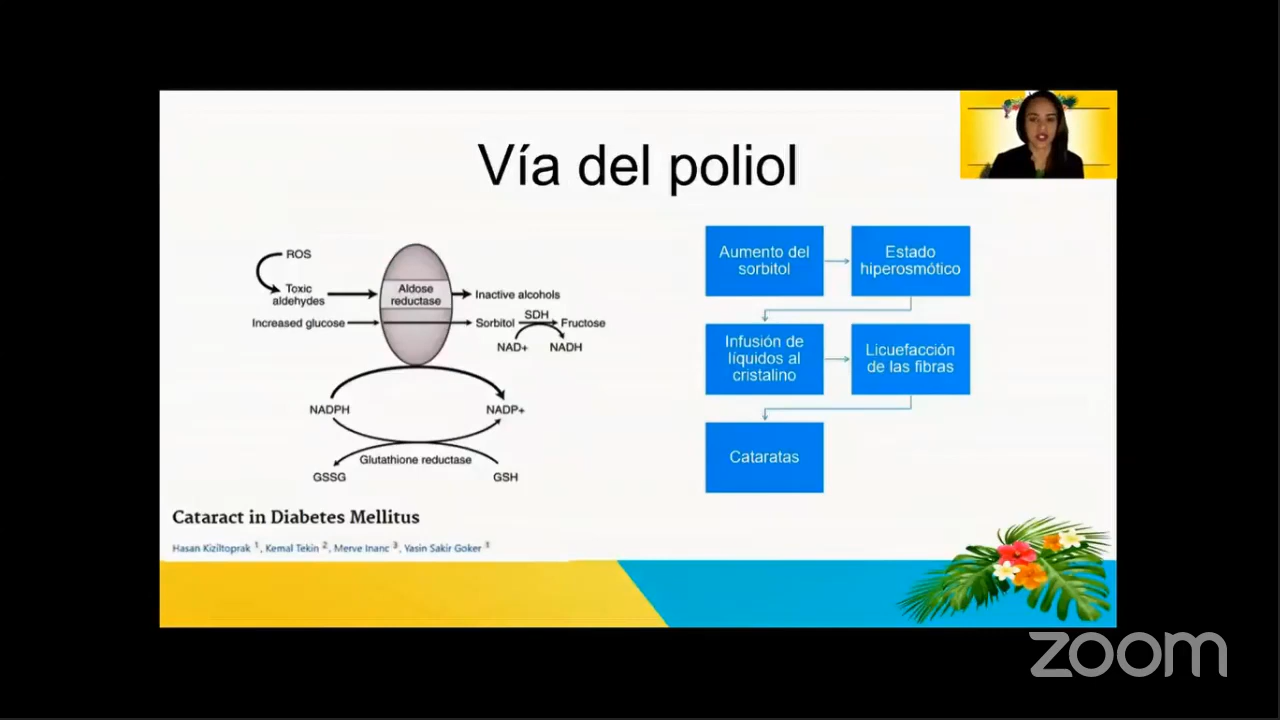 Vía del poliol
ROS
Toxic
aldehydes
Aldose
reductase
Inactive alcohols
Increased glucose
Sorbitol
SDH
Fructose
NAD+
NADH
NADPH
NADP+
Glutathione reductase
GSSG
GSH
Aumento del
sorbitol
Estado
hiperosmótico
Infusión de
líquidos al
cristalino
Licuefacción
de las fibras
Cataratas
Cataract in Diabetes Mellitus
Hasan Kiziltoprak 1, Kemal Tekin 2, Merve Inanc 3, Yasin Sakir Goker 1
zoom